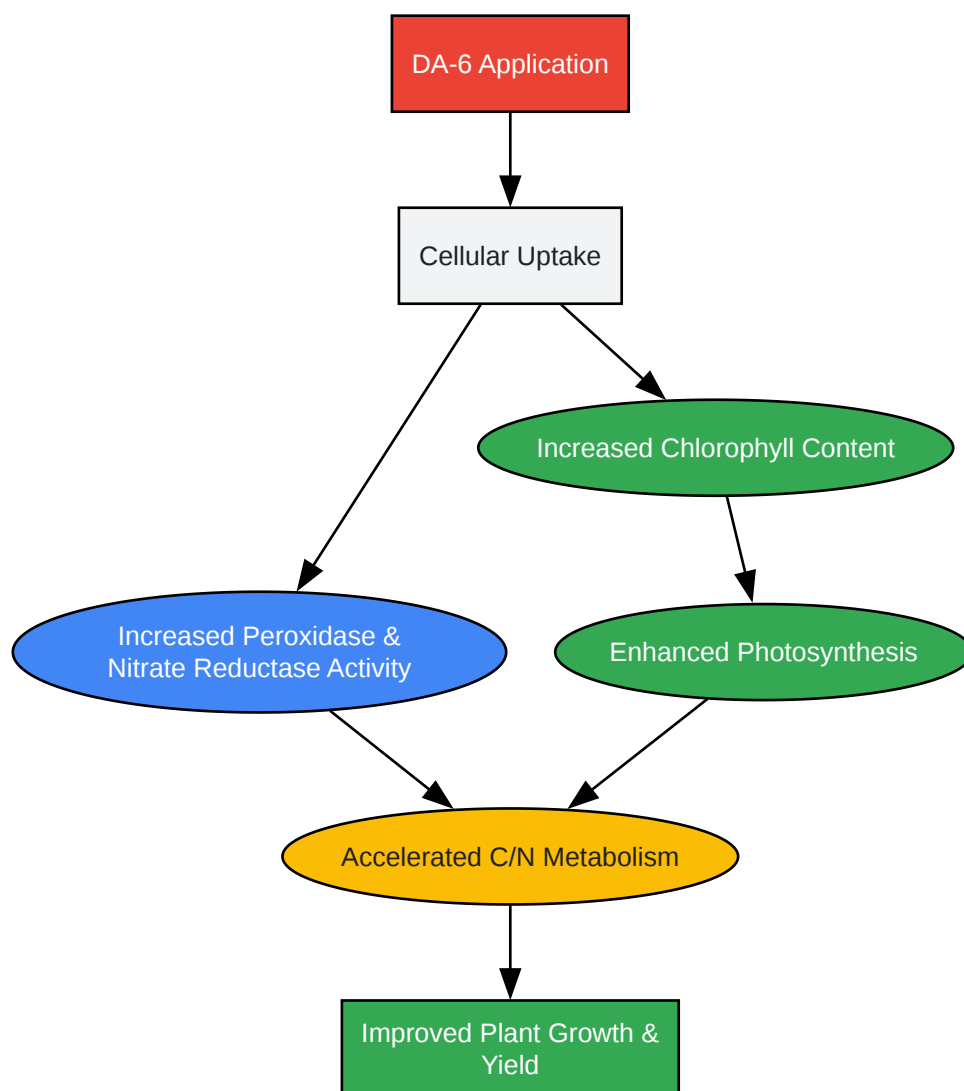 DA-6 Application
Cellular Uptake
Increased Chlorophyll Content
Increased Peroxidase &
Nitrate Reductase Activity
Enhanced Photosynthesis
Accelerated C/N Metabolism
Improved Plant Growth &
Yield